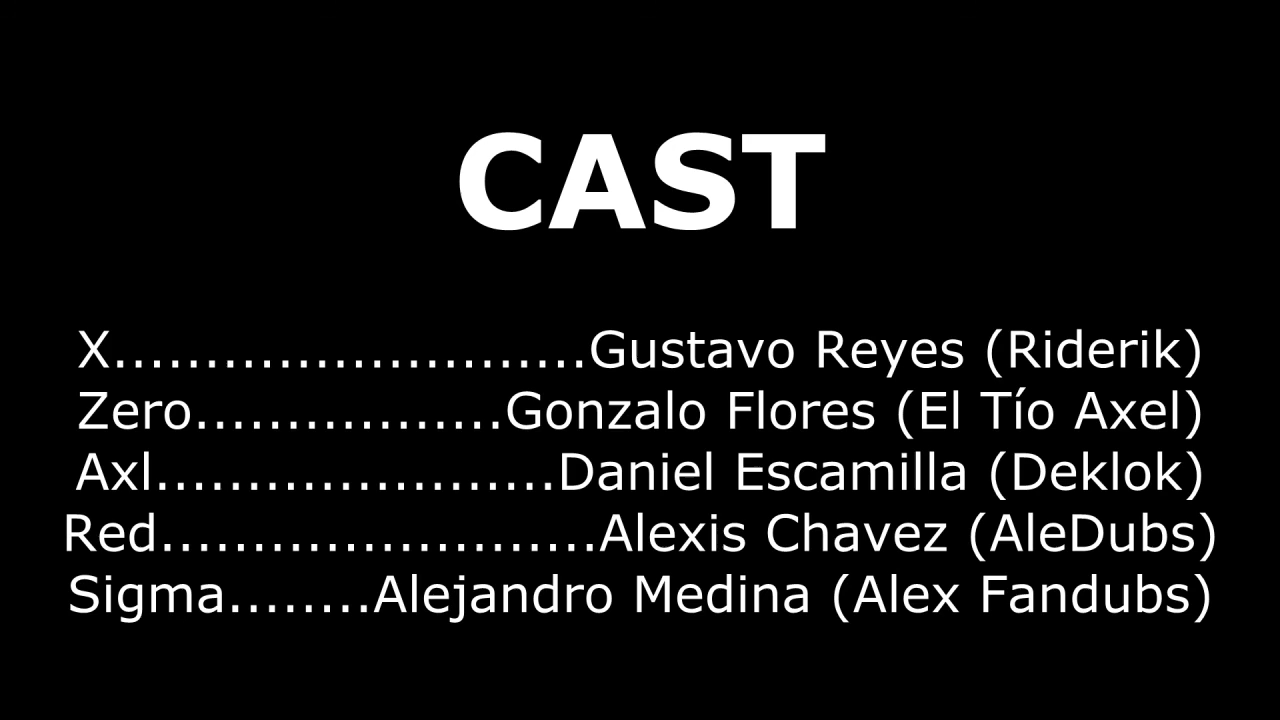 CAST
X..........................Gustavo Reyes (Riderik)
Zero.................Gonzalo Flores (El Tío Axel)
Axl......................Daniel Escamilla (Deklok)
Red........................Alexis Chavez (AleDubs)
Sigma........Alejandro Medina (Alex Fandubs)